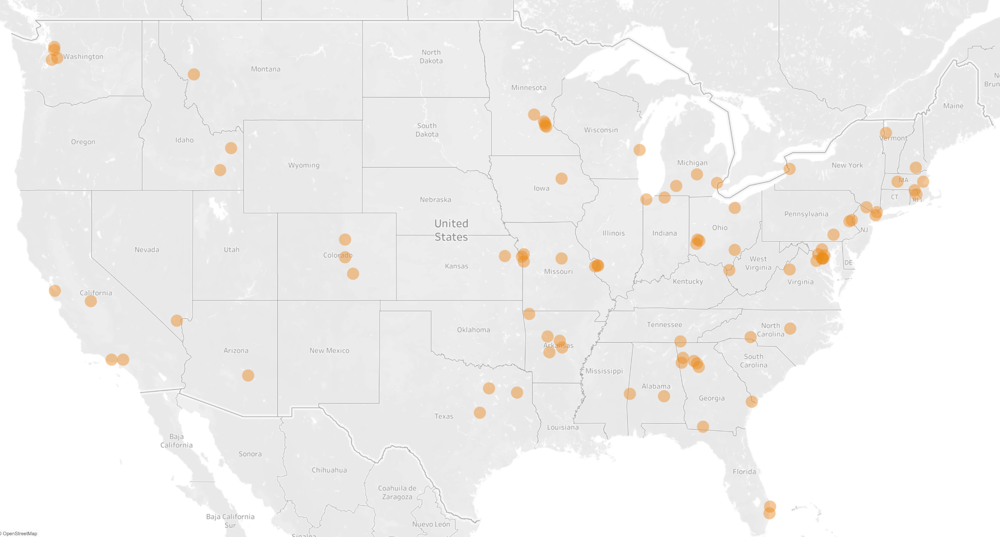 Washington
Montana
North
Dakota
Minnesota
Maine
Oregon
Idaho
South
Dakota
Wisconsin
Vermont
Wyoming
Michigan
New York
Iowa
MA
CT
RI
Nebraska
United
States
Pennsylvania
NJ
Nevada
Utah
Colorado
Kansas
Missouri
Illinois
Indiana
Ohio
West
Virginia
DE
Virginia
Kentucky
California
Arizona
New Mexico
Oklahoma
Arkansas
Tennessee
North
Carolina
South
Carolina
Mississippi
Alabama
Georgia
Texas
Louisiana
Florida
Baja
California
Sonora
Chihuahua
Coahuila de
Zaragoza
Baja California
Sur
Nuevo León
Sinaloa
© OpenStreetMap